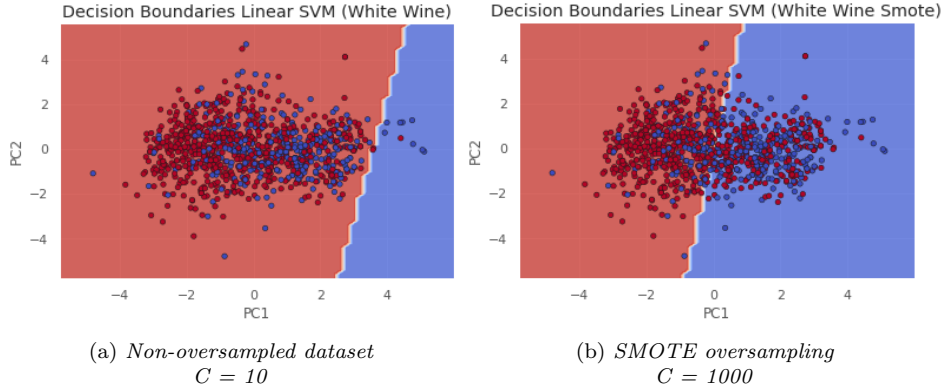 Decision Boundaries Linear SVM (White Wine)
4
2
0
−2
−4
PC2
−4 −2 0 2 4
PC1
(a) Non-oversampled dataset
C = 10
Decision Boundaries Linear SVM (White Wine Smote)
4
2
0
−2
−4
PC2
−4 −2 0 2 4
PC1
(b) SMOTE oversampling
C = 1000